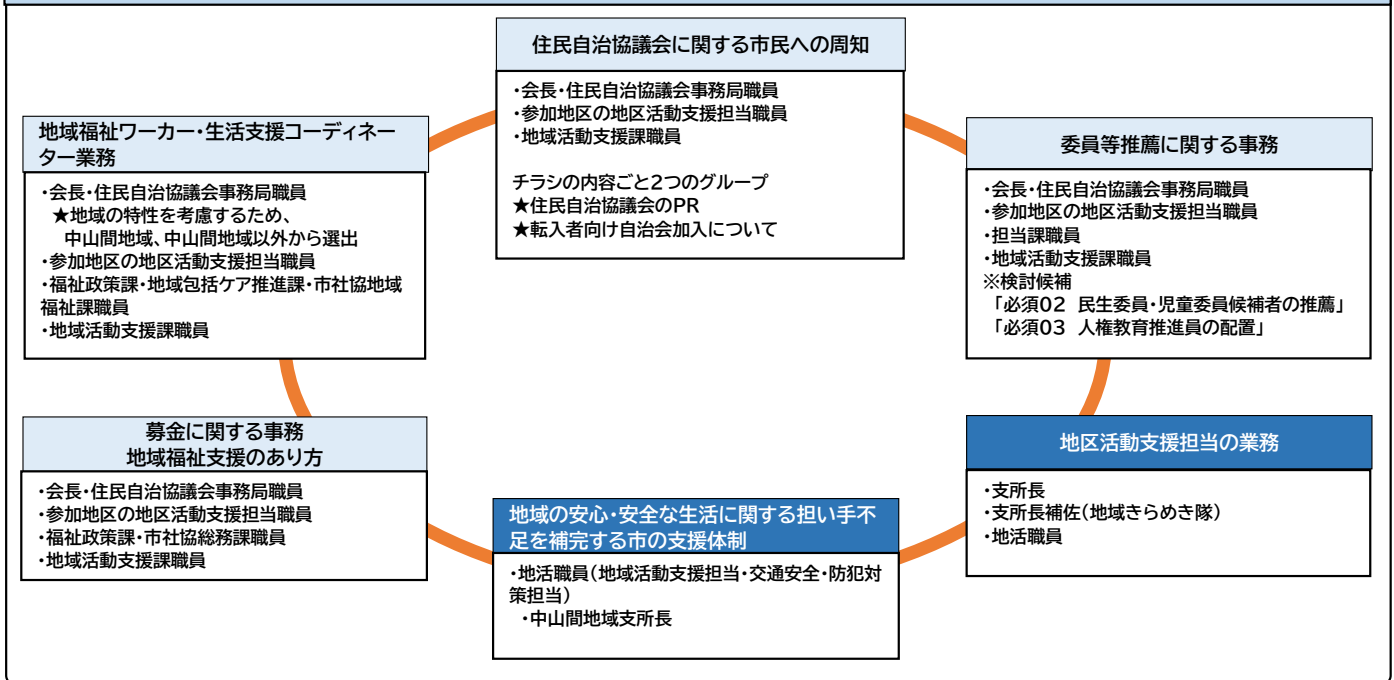 住民自治協議会に関する市民への周知
・会長・住民自治協議会事務局職員
・参加地区の地区活動支援担当職員
・地域活動支援課職員
チラシの内容ごと2つのグループ
★住民自治協議会のPR
★転入者向け自治会加入について
地域福祉ワーカー・生活支援コーディネー
ター業務
・会長・住民自治協議会事務局職員
★地域の特性を考慮するため、
中山間地域、中山間地域以外から選出
・参加地区の地区活動支援担当職員
・福祉政策課・地域包括ケア推進課・市社協地域
福祉課職員
・地域活動支援課職員
委員等推薦に関する事務
・会長・住民自治協議会事務局職員
・参加地区の地区活動支援担当職員
・担当課職員
・地域活動支援課職員
※検討候補
「必須02 民生委員・児童委員候補者の推薦」
「必須03 人権教育推進員の配置」
募金に関する事務
地域福祉支援のあり方
・会長・住民自治協議会事務局職員
・参加地区の地区活動支援担当職員
・福祉政策課・市社協総務課職員
・地域活動支援課職員
地域の安心・安全な生活に関する担い手不
足を補完する市の支援体制
・地活職員(地域活動支援担当・交通安全・防犯対
策担当)
・中山間地域支所長
地区活動支援担当の業務
・支所長
・支所長補佐(地域きらめき隊)
・地活職員